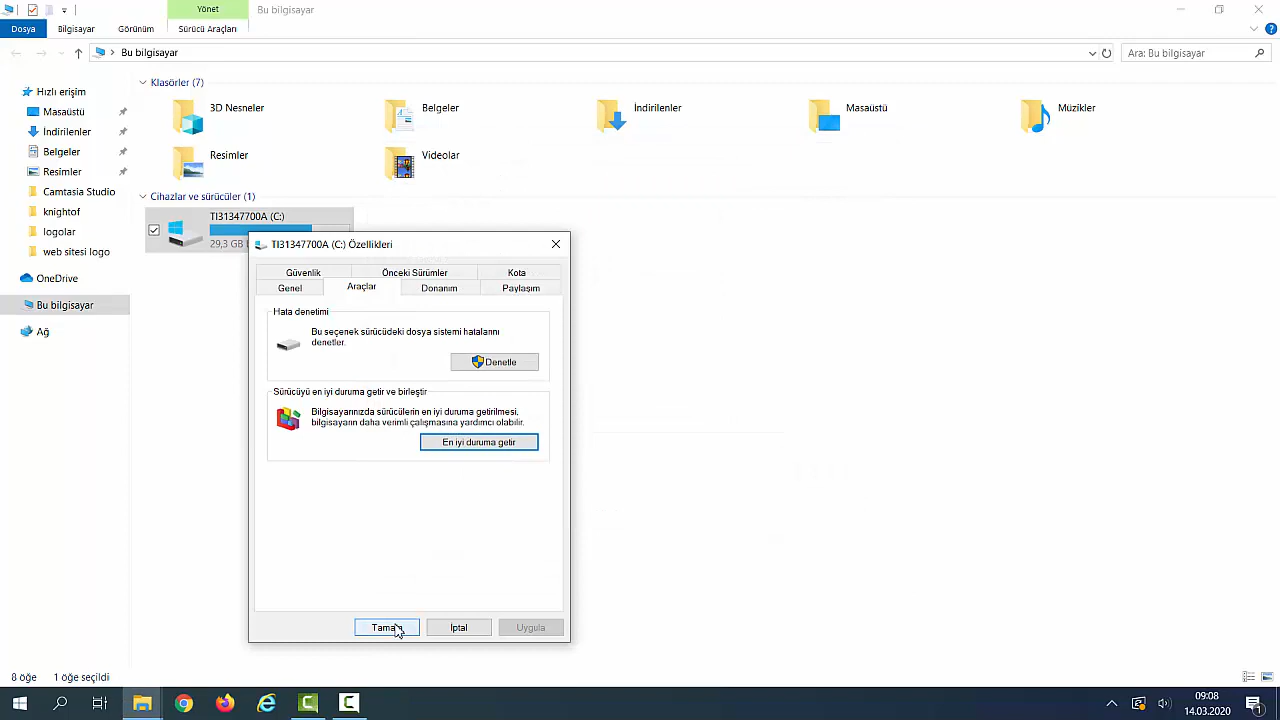 Yönet
Bu bilgisayar
Dosya
Bilgisayar
Görünüm
Sürücü Araçları
Bu bilgisayar
Ara: Bu bilgisayar
Hızlı erişim
Masaüstü
İndirilenler
Belgeler
Resimler
Camtasia Studio
knightof
logolar
web sitesi logo
OneDrive
Bu bilgisayar
Ağ
Klasörler (7)
3D Nesneler
Belgeler
İndirilenler
Masaüstü
Müzikler
Resimler
Videolar
Cihazlar ve sürücüler (1)
TI31347700A (C:)
29,3 GB
TI31347700A (C:) Özellikleri
Güvenlik
Önceki Sürümler
Kota
Genel
Araçlar
Donanım
Paylaşım
Hata denetimi
Bu seçenek sürücüdeki dosya sistemi hatalarını
denetler.
Denetle
Sürücüyü en iyi duruma getir ve birleştir
Bilgisayarınızda sürücülerin en iyi duruma getirilmesi,
bilgisayarın daha verimli çalışmasına yardımcı olabilir.
En iyi duruma getir
Tamam
İptal
Uygula
8 öğe
1 öğe seçildi
09:08
14.03.2020
1